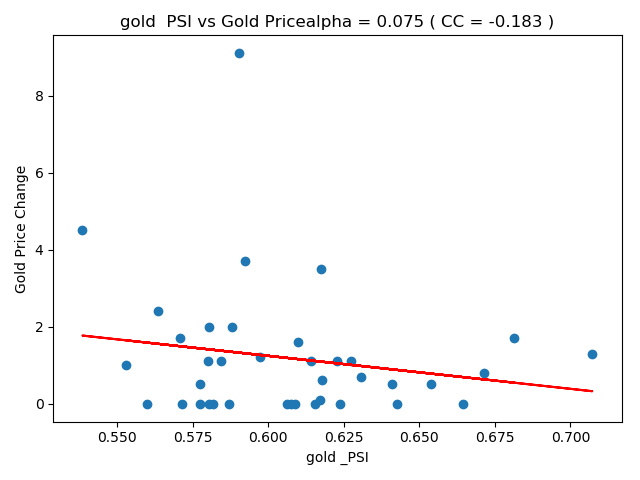 gold  PSI vs Gold Pricealpha = 0.075 ( CC = -0.183 )
Gold Price Change
8
6
4
2
0
0.550 0.575 0.600 0.625 0.650 0.675 0.700
gold _PSI